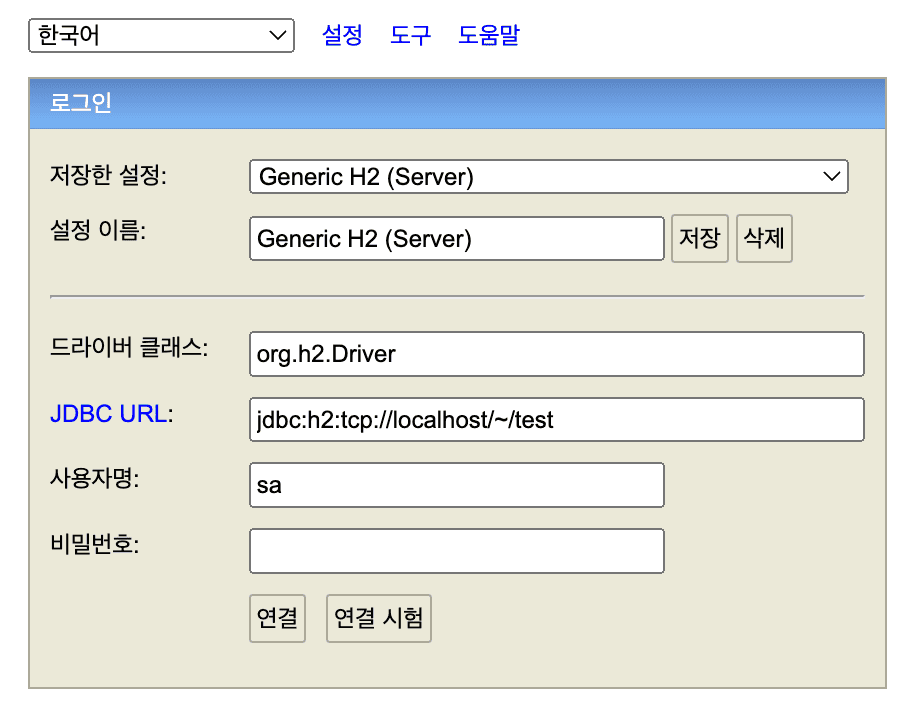 한국어 설정 도구 도움말
로그인
저장한 설정: Generic H2 (Server)
설정 이름: Generic H2 (Server) 저장 삭제
드라이버 클래스: org.h2.Driver
JDBC URL: jdbc:h2:tcp://localhost/~/test
사용자명: sa
비밀번호:
연결 연결 시험